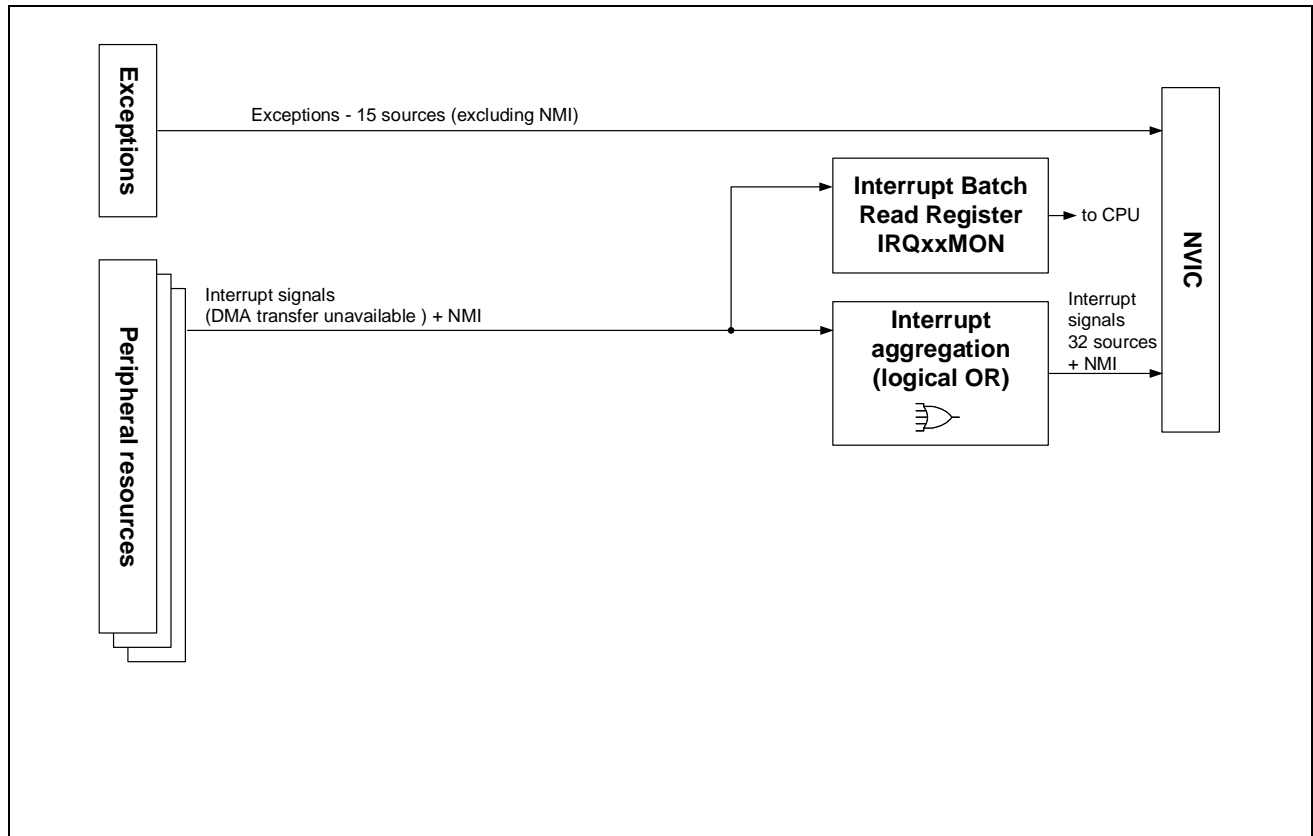 Exceptions
Exceptions - 15 sources (excluding NMI)
Interrupt Batch
Read Register
IRQxxMON
to CPU
NVIC
Peripheral resources
Interrupt signals
(DMA transfer unavailable ) + NMI
Interrupt
aggregation
(logical OR)
Interrupt
signals
32 sources
+ NMI